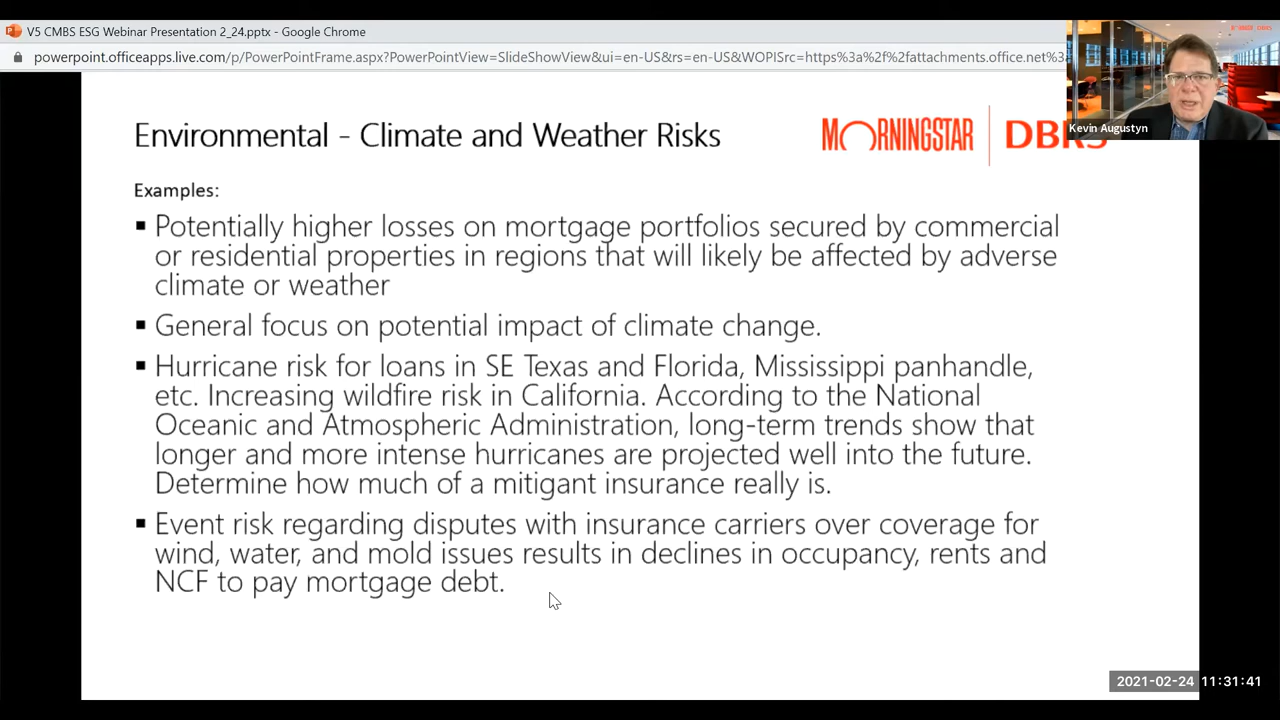 V5 CMBS ESG Webinar Presentation 2_24.pptx - Google Chrome
powerpoint.officeapps.live.com/p/PowerPointFrame.asp
PointView=SlideShowView&ui=en-US&rs=en-US&WOPISrc=https%3a%2f%2fattachments.office.net%3
Kevin Augustyn
Environmental - Climate and Weather Risks
MORNINGSTAR | DBRS
Examples:
▪ Potentially higher losses on mortgage portfolios secured by commercial
or residential properties in regions that will likely be affected by adverse
climate or weather
▪ General focus on potential impact of climate change.
▪ Hurricane risk for loans in SE Texas and Florida, Mississippi panhandle,
etc. Increasing wildfire risk in California. According to the National
Oceanic and Atmospheric Administration, long-term trends show that
longer and more intense hurricanes are projected well into the future.
Determine how much of a mitigant insurance really is.
▪ Event risk regarding disputes with insurance carriers over coverage for
wind, water, and mold issues results in declines in occupancy, rents and
NCF to pay mortgage debt.
2021-02-24 11:31:41